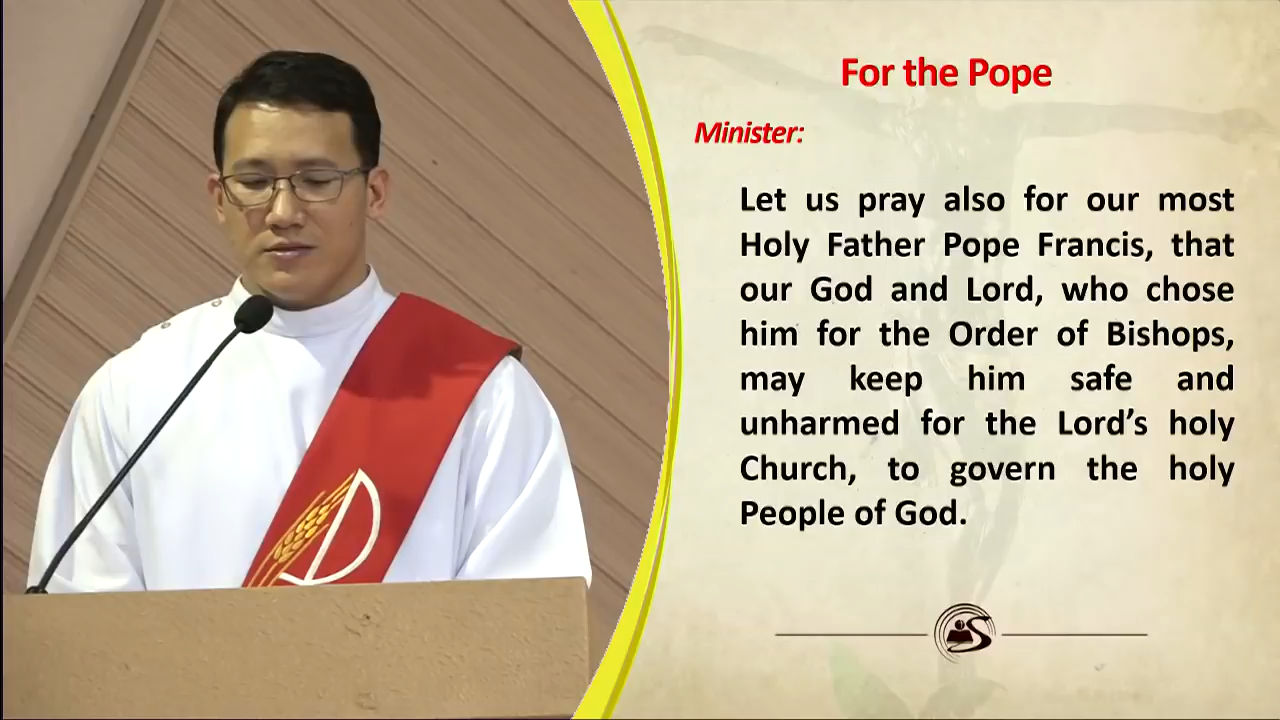 For the Pope
Minister:
Let us pray also for our most
Holy Father Pope Francis, that
our God and Lord, who chose
him for the Order of Bishops,
may keep him safe and
unharmed for the Lord’s holy
Church, to govern the holy
People of God.